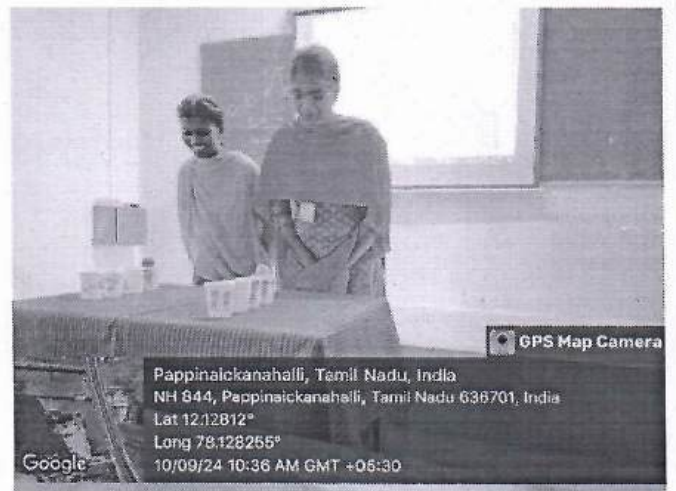 GPS Map Camera
Pappinaickanahalli, Tamil Nadu, India
NH 844, Pappinaickanahalli, Tamil Nadu 636701, India
Lat 12.12812°
Long 78.128255°
10/09/24 10:36 AM GMT +05:30
Google